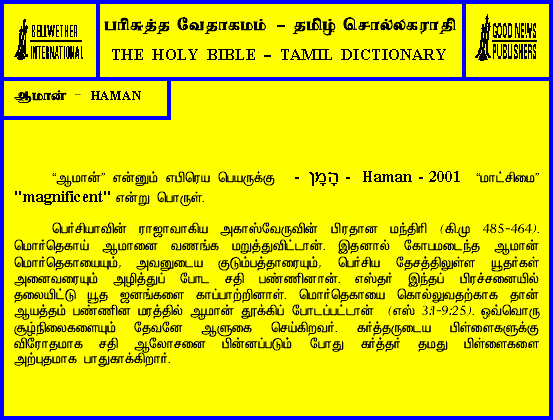 BELLWETHER
INTERNATIONAL
பரிசுத்த வேதாகமம் - தமிழ் சொல்லகராதி
THE HOLY BIBLE - TAMIL DICTIONARY
GOOD NEWS
PUBLISHERS
ஆமான் - HAMAN
“ஆமான்” என்னும் எபிரெய பெயருக்கு - הָמָן - Haman - 2001 “மாட்சிமை”
"magnificent" என்று பொருள்.
பெர்சியாவின் ராஜாவாகிய அகாஸ்வேருவின் பிரதான மந்திரி (கி.மு 485-464).
மொர்தெகாய் ஆமானை வணங்க மறுத்துவிட்டான். இதனால் கோபமடைந்த ஆமான்
மொர்தெகாயையும், அவனுடைய குடும்பத்தாரையும், பெர்சிய தேசத்திலுள்ள யூதர்கள்
அனைவரையும் அழித்துப் போட சதி பண்ணினான். எஸ்தர் இந்தப் பிரச்சனையில்
தலையிட்டு யூத ஜனங்களை காப்பாற்றினாள். மொர்தெகாயை கொல்லுவதற்காக தான்
ஆயத்தம் பண்ணின மரத்தில் ஆமான் தூக்கிப் போடப்பட்டான் (எஸ் 3:1-9:25). ஒவ்வொரு
சூழ்நிலைகளையும் தேவனே ஆளுகை செய்கிறவர். கர்த்தருடைய பிள்ளைகளுக்கு
விரோதமாக சதி ஆலோசனை பின்னப்படும் போது கர்த்தர் தமது பிள்ளைகளை
அற்புதமாக பாதுகாக்கிறார்.